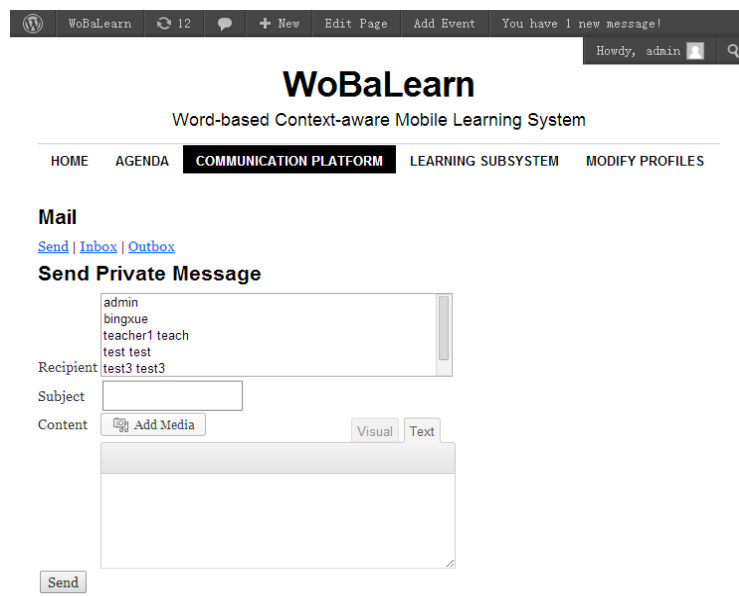 WoBaLearn 12 New Edit Page Add Event You have 1 new message!
Howdy, admin
WoBaLearn
Word-based Context-aware Mobile Learning System
HOME AGENDA COMMUNICATION PLATFORM LEARNING SUBSYSTEM MODIFY PROFILES
Mail
Send | Inbox | Outbox
Send Private Message
admin
bingxue
teacher1 teach
test test
Recipient test3 test3
Subject
Content Add Media Visual Text
Send